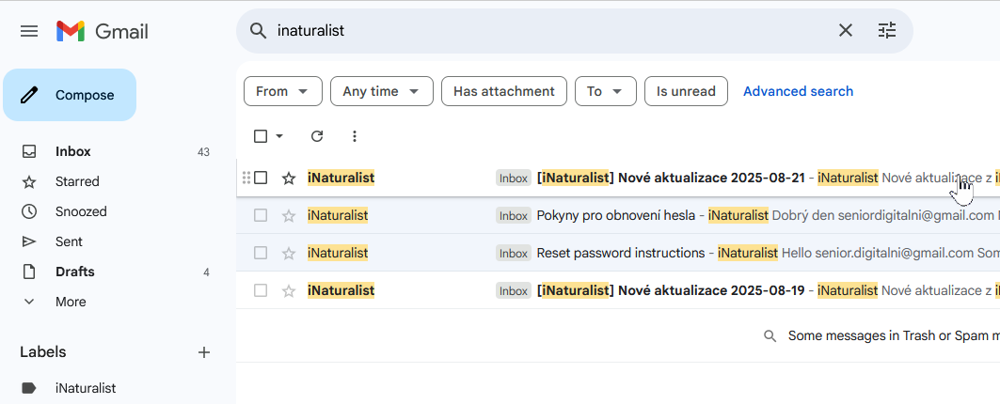 Gmail
inaturalist
Compose
From
Any time
Has attachment
To
Is unread
Advanced search
Inbox 43
Starred
Snoozed
Sent
Drafts 4
More
Labels
iNaturalist
iNaturalist Inbox [iNaturalist] Nové aktualizace 2025-08-21 - iNaturalist Nové aktualizace z
iNaturalist Inbox Pokyny pro obnovení hesla - iNaturalist Dobrý den seniordigitalni@gmail.com
iNaturalist Inbox Reset password instructions - iNaturalist Hello senior.digitalni@gmail.com Som
iNaturalist Inbox [iNaturalist] Nové aktualizace 2025-08-19 - iNaturalist Nové aktualizace z
Some messages in Trash or Spam m